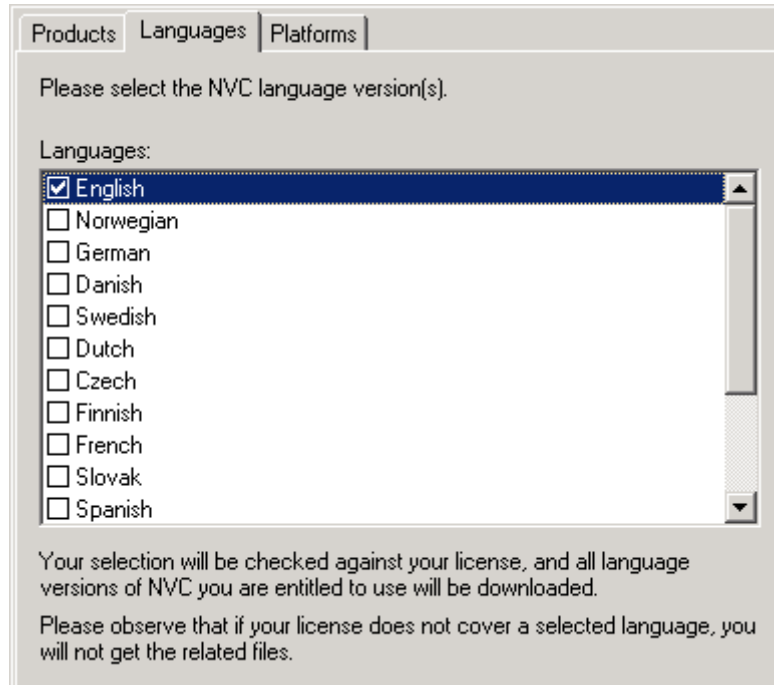 Products Languages Platforms
Please select the NVC language version(s).
Languages:
English
Norwegian
German
Danish
Swedish
Dutch
Czech
Finnish
French
Slovak
Spanish
Your selection will be checked against your license, and all language
versions of NVC you are entitled to use will be downloaded.
Please observe that if your license does not cover a selected language, you
will not get the related files.